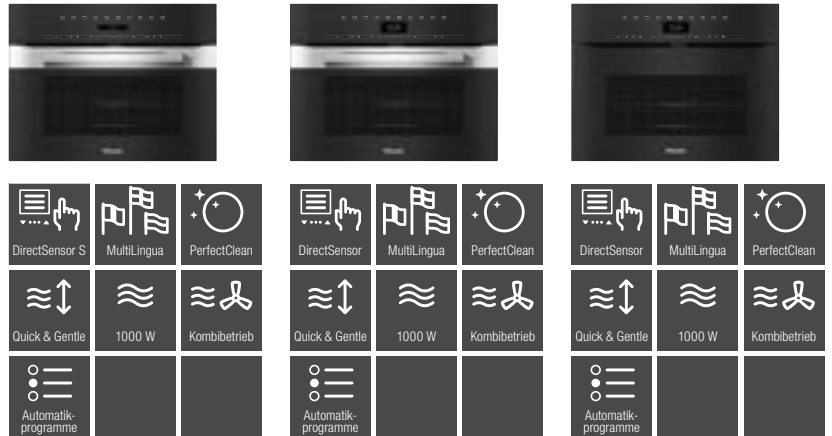 DirectSensor S
MultiLingua
PerfectClean
Quick & Gentle
1000 W
Kombibetrieb
Automatik-
programme
DirectSensor
MultiLingua
PerfectClean
Quick & Gentle
1000 W
Kombibetrieb
Automatik-
programme
DirectSensor
MultiLingua
PerfectClean
Quick & Gentle
1000 W
Kombibetrieb
Automatik-
programme